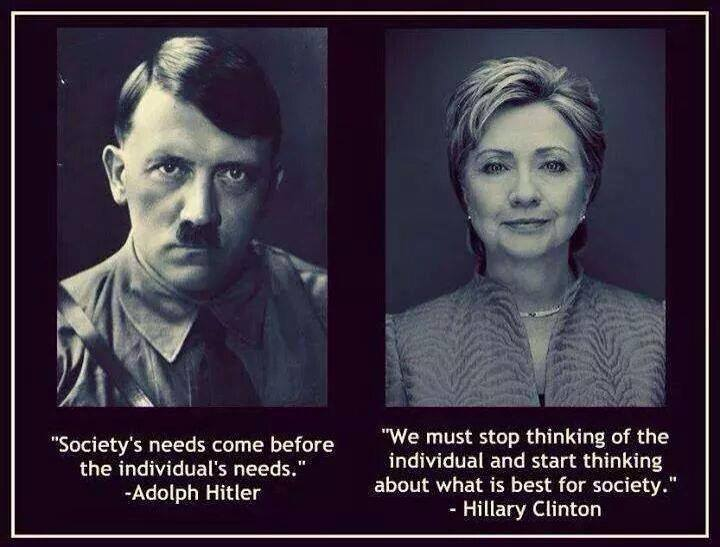 "Society's needs come before
the individual's needs."
-Adolph Hitler
"We must stop thinking of the
individual and start thinking
about what is best for society."
- Hillary Clinton